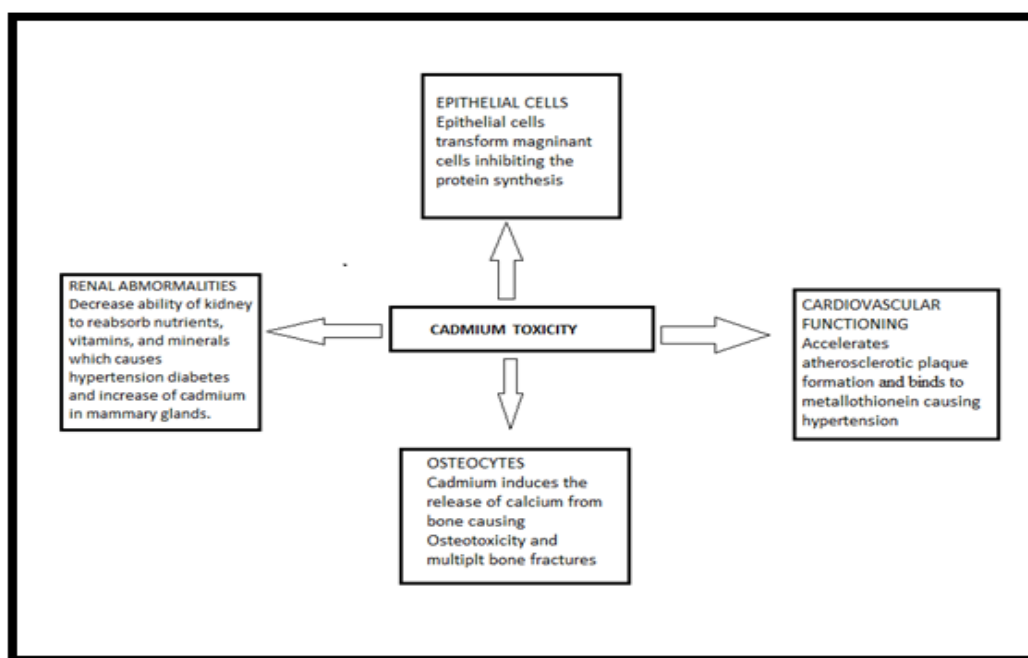 EPITHELIAL CELLS
Epithelial cells
transform magninant
cells inhibiting the
protein synthesis
RENAL ABMORMALITIES
Decrease ability of kidney
to reabsorb nutrients,
vitamins, and minerals
which causes
hypertension diabetes
and increase of cadmium
in mammary glands.
CADMIUM TOXICITY
CARDIOVASCULAR
FUNCTIONING
Accelerates
atherosclerotic plaque
formation and binds to
metallothionein causing
hypertension
OSTEOCYTES
Cadmium induces the
release of calcium from
bone causing
Osteotoxicity and
multiplt bone fractures